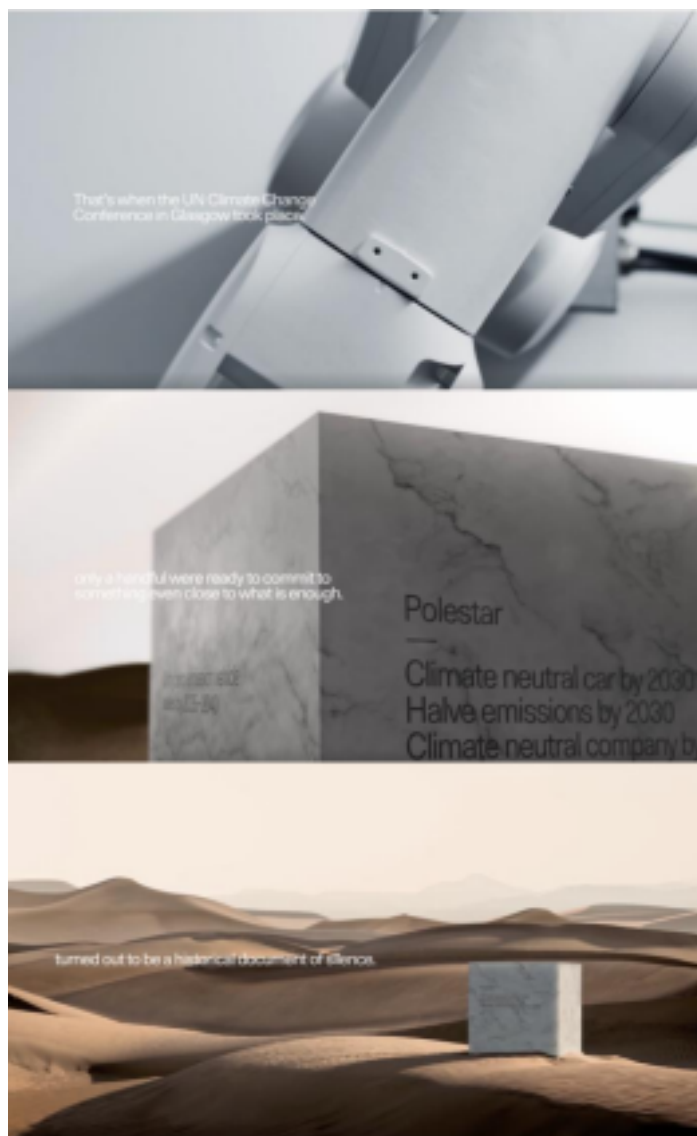 That's when the UN Climate Change
Conference in Glasgow took place.
only a handful were ready to commit to
something even close to what is enough.
Polestar
Climate neutral car by 2030
Halve emissions by 2030
Climate neutral company b
turned out to be a historical document of silence.